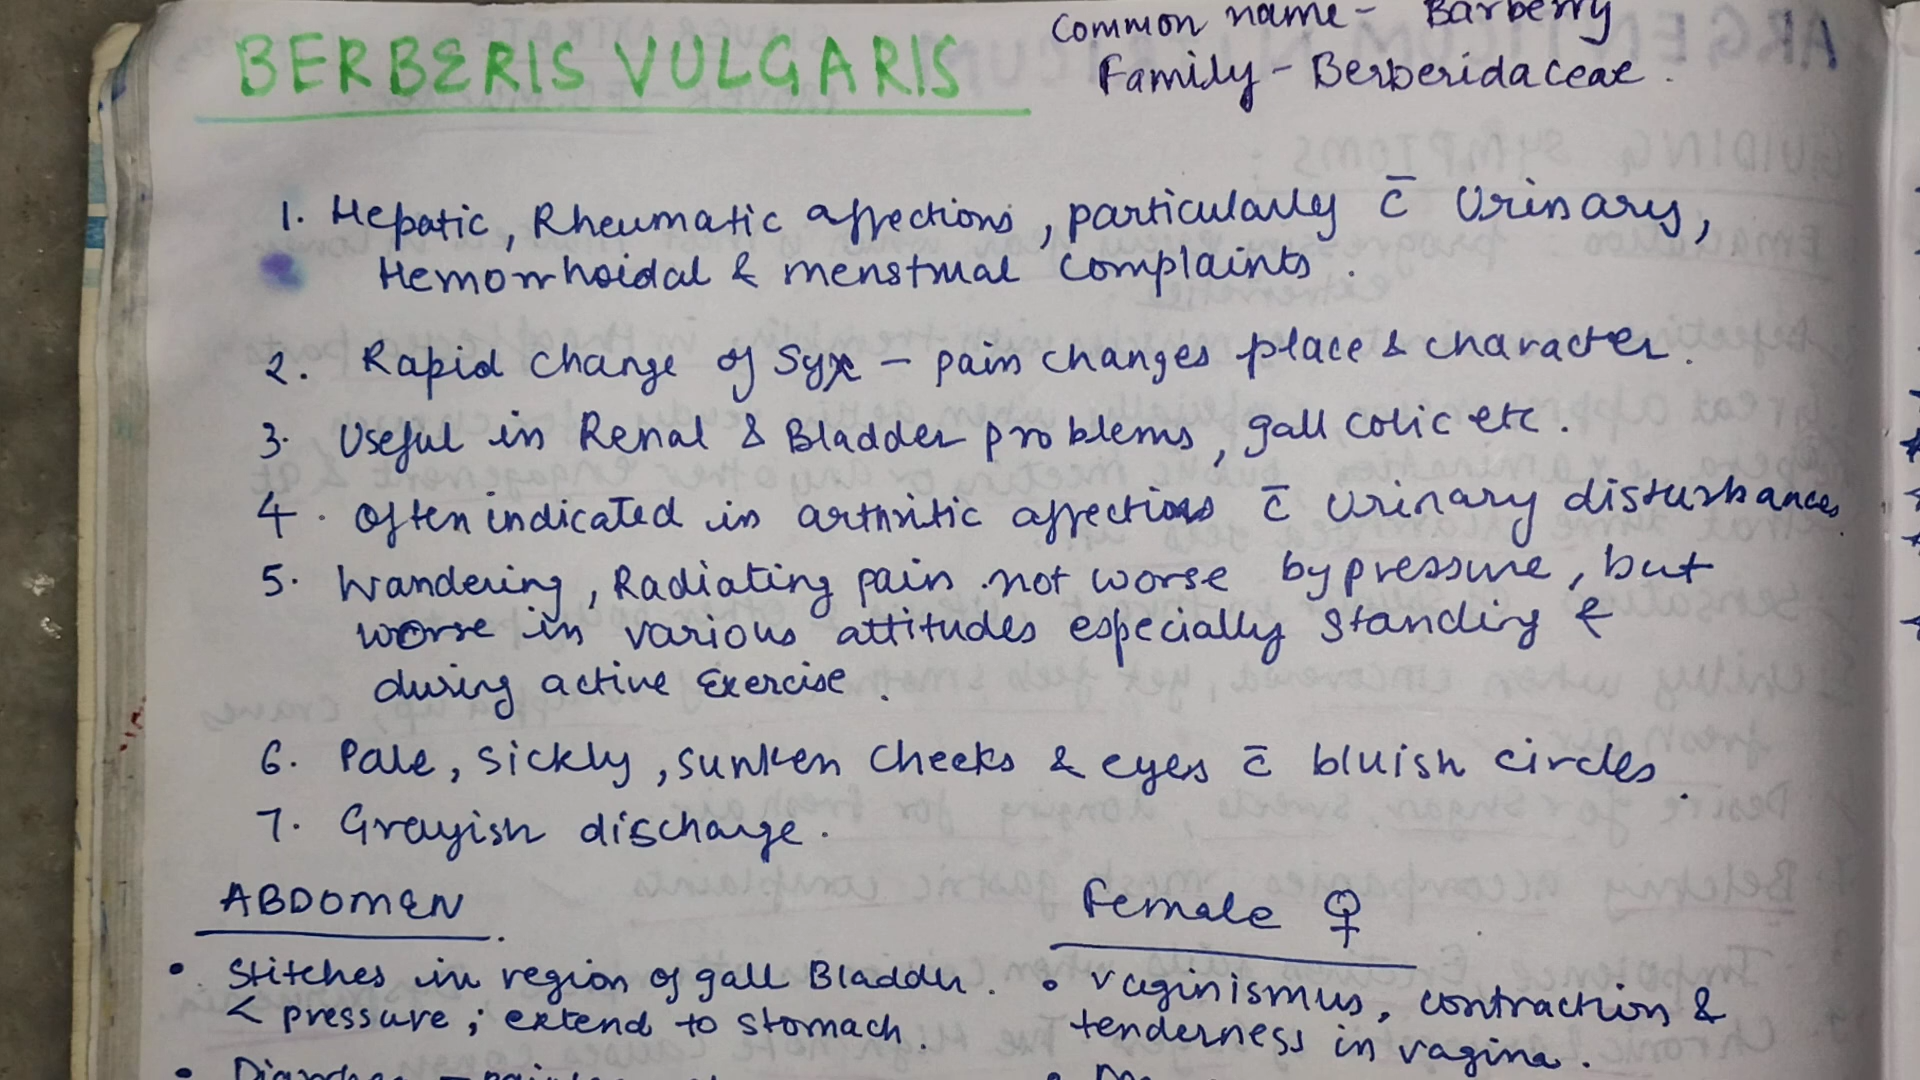 Common name - Barberry
BERBERIS VULGARIS
Family - Berberidaceae.
1. Hepatic, Rheumatic affections, particularly c̄ Urinary,
Hemorrhoidal & menstrual complaints.
2. Rapid change of Syx - pain changes place & character.
3. Useful in Renal & Bladder problems, gall colic etc.
4. Often indicated in arthritic affections c̄ urinary disturbances.
5. Wandering, Radiating pain not worse by pressure, but
worse in various attitudes especially standing &
during active Exercise.
6. Pale, sickly, sunken cheeks & eyes c̄ bluish circles.
7. Grayish discharge.
ABDOMEN
• Stitches in region of gall Bladder.
< pressure; extend to stomach.
Female ♀
• vaginismus, contraction &
tenderness in vagina.